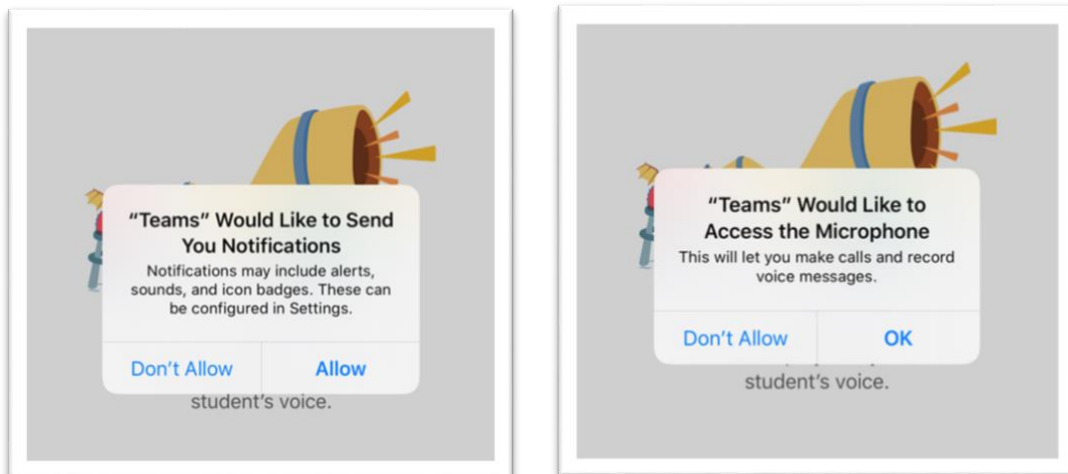 “Teams” Would Like to Send
You Notifications
Notifications may include alerts,
sounds, and icon badges. These can
be configured in Settings.
Don’t Allow
Allow
student’s voice.
“Teams” Would Like to
Access the Microphone
This will let you make calls and record
voice messages.
Don’t Allow
OK
student’s voice.